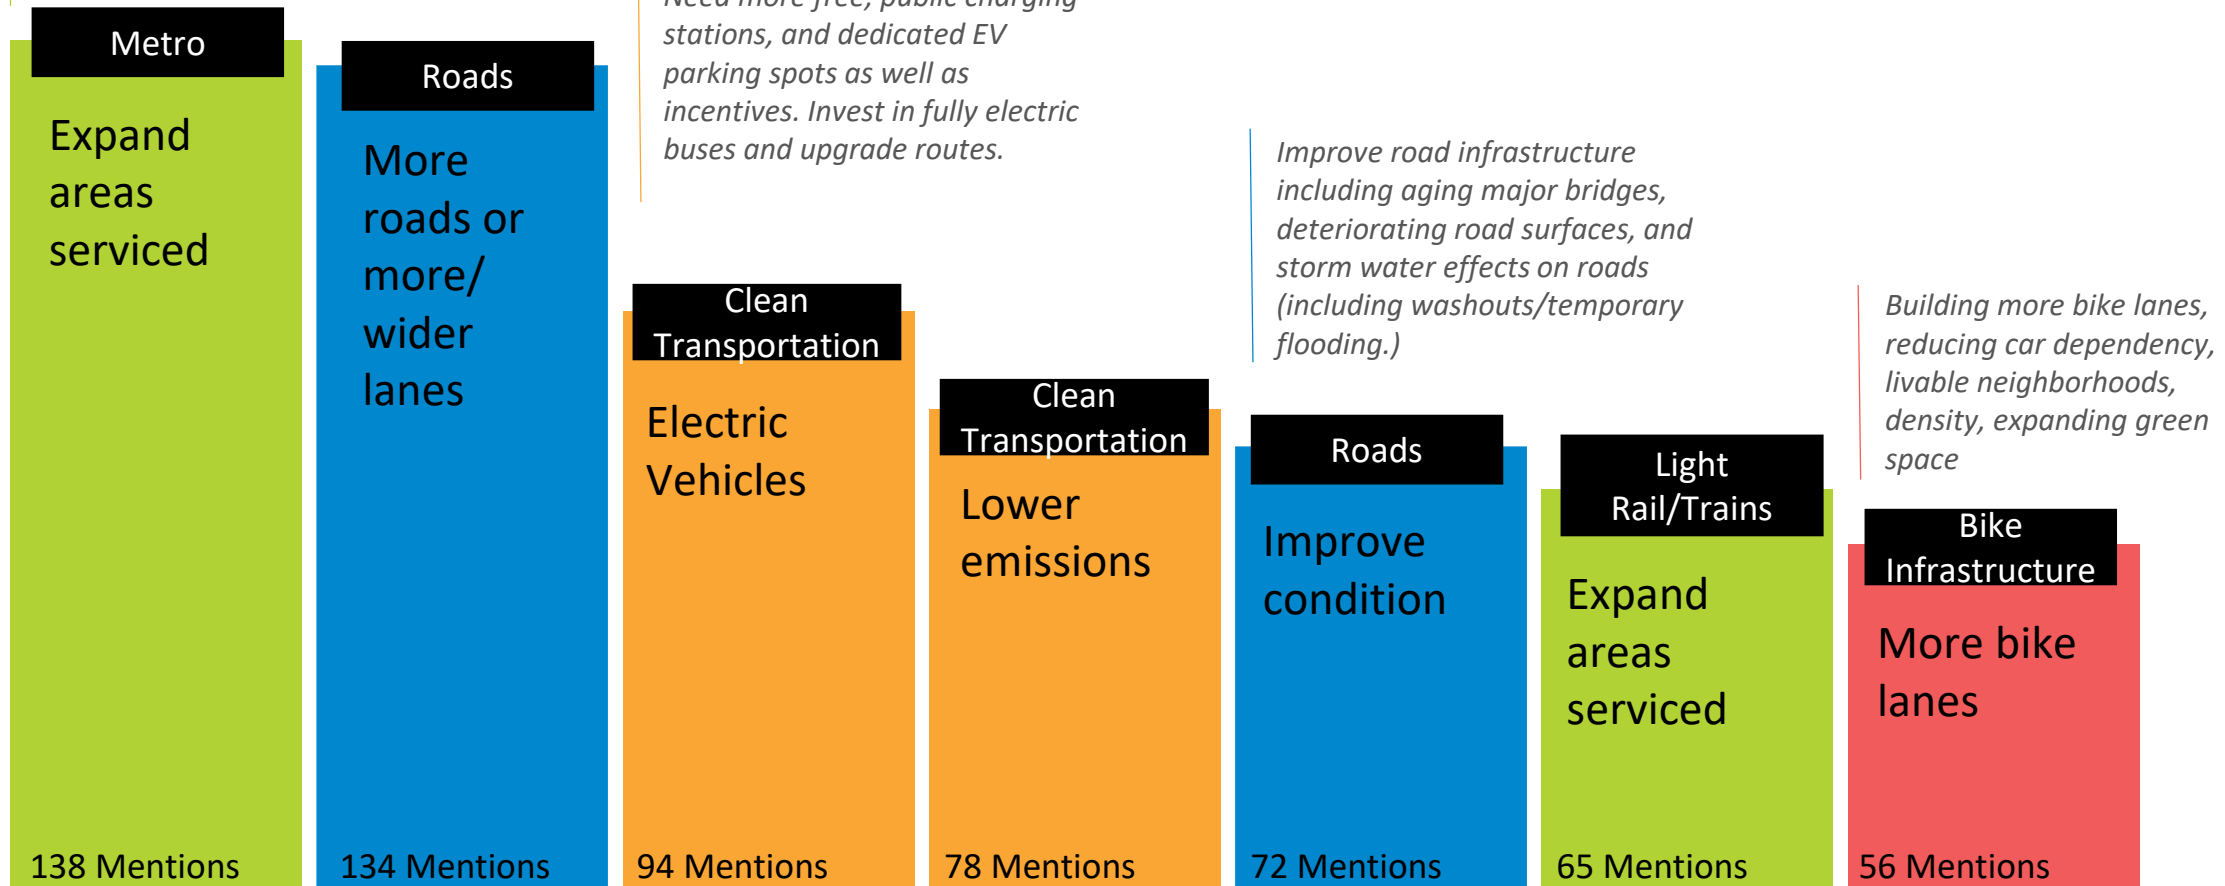 Metro
Expand
areas
serviced
138 Mentions
Roads
More
roads or
more/
wider
lanes
134 Mentions
Need more free, public charging
stations, and dedicated EV
parking spots as well as
incentives. Invest in fully electric
buses and upgrade routes.
Clean
Transportation
Electric
Vehicles
94 Mentions
Clean
Transportation
Lower
emissions
78 Mentions
Improve road infrastructure
including aging major bridges,
deteriorating road surfaces, and
storm water effects on roads
(including washouts/temporary
flooding.)
Roads
Improve
condition
72 Mentions
Light
Rail/Trains
Expand
areas
serviced
65 Mentions
Building more bike lanes,
reducing car dependency,
livable neighborhoods,
density, expanding green
space
Bike
Infrastructure
More bike
lanes
56 Mentions